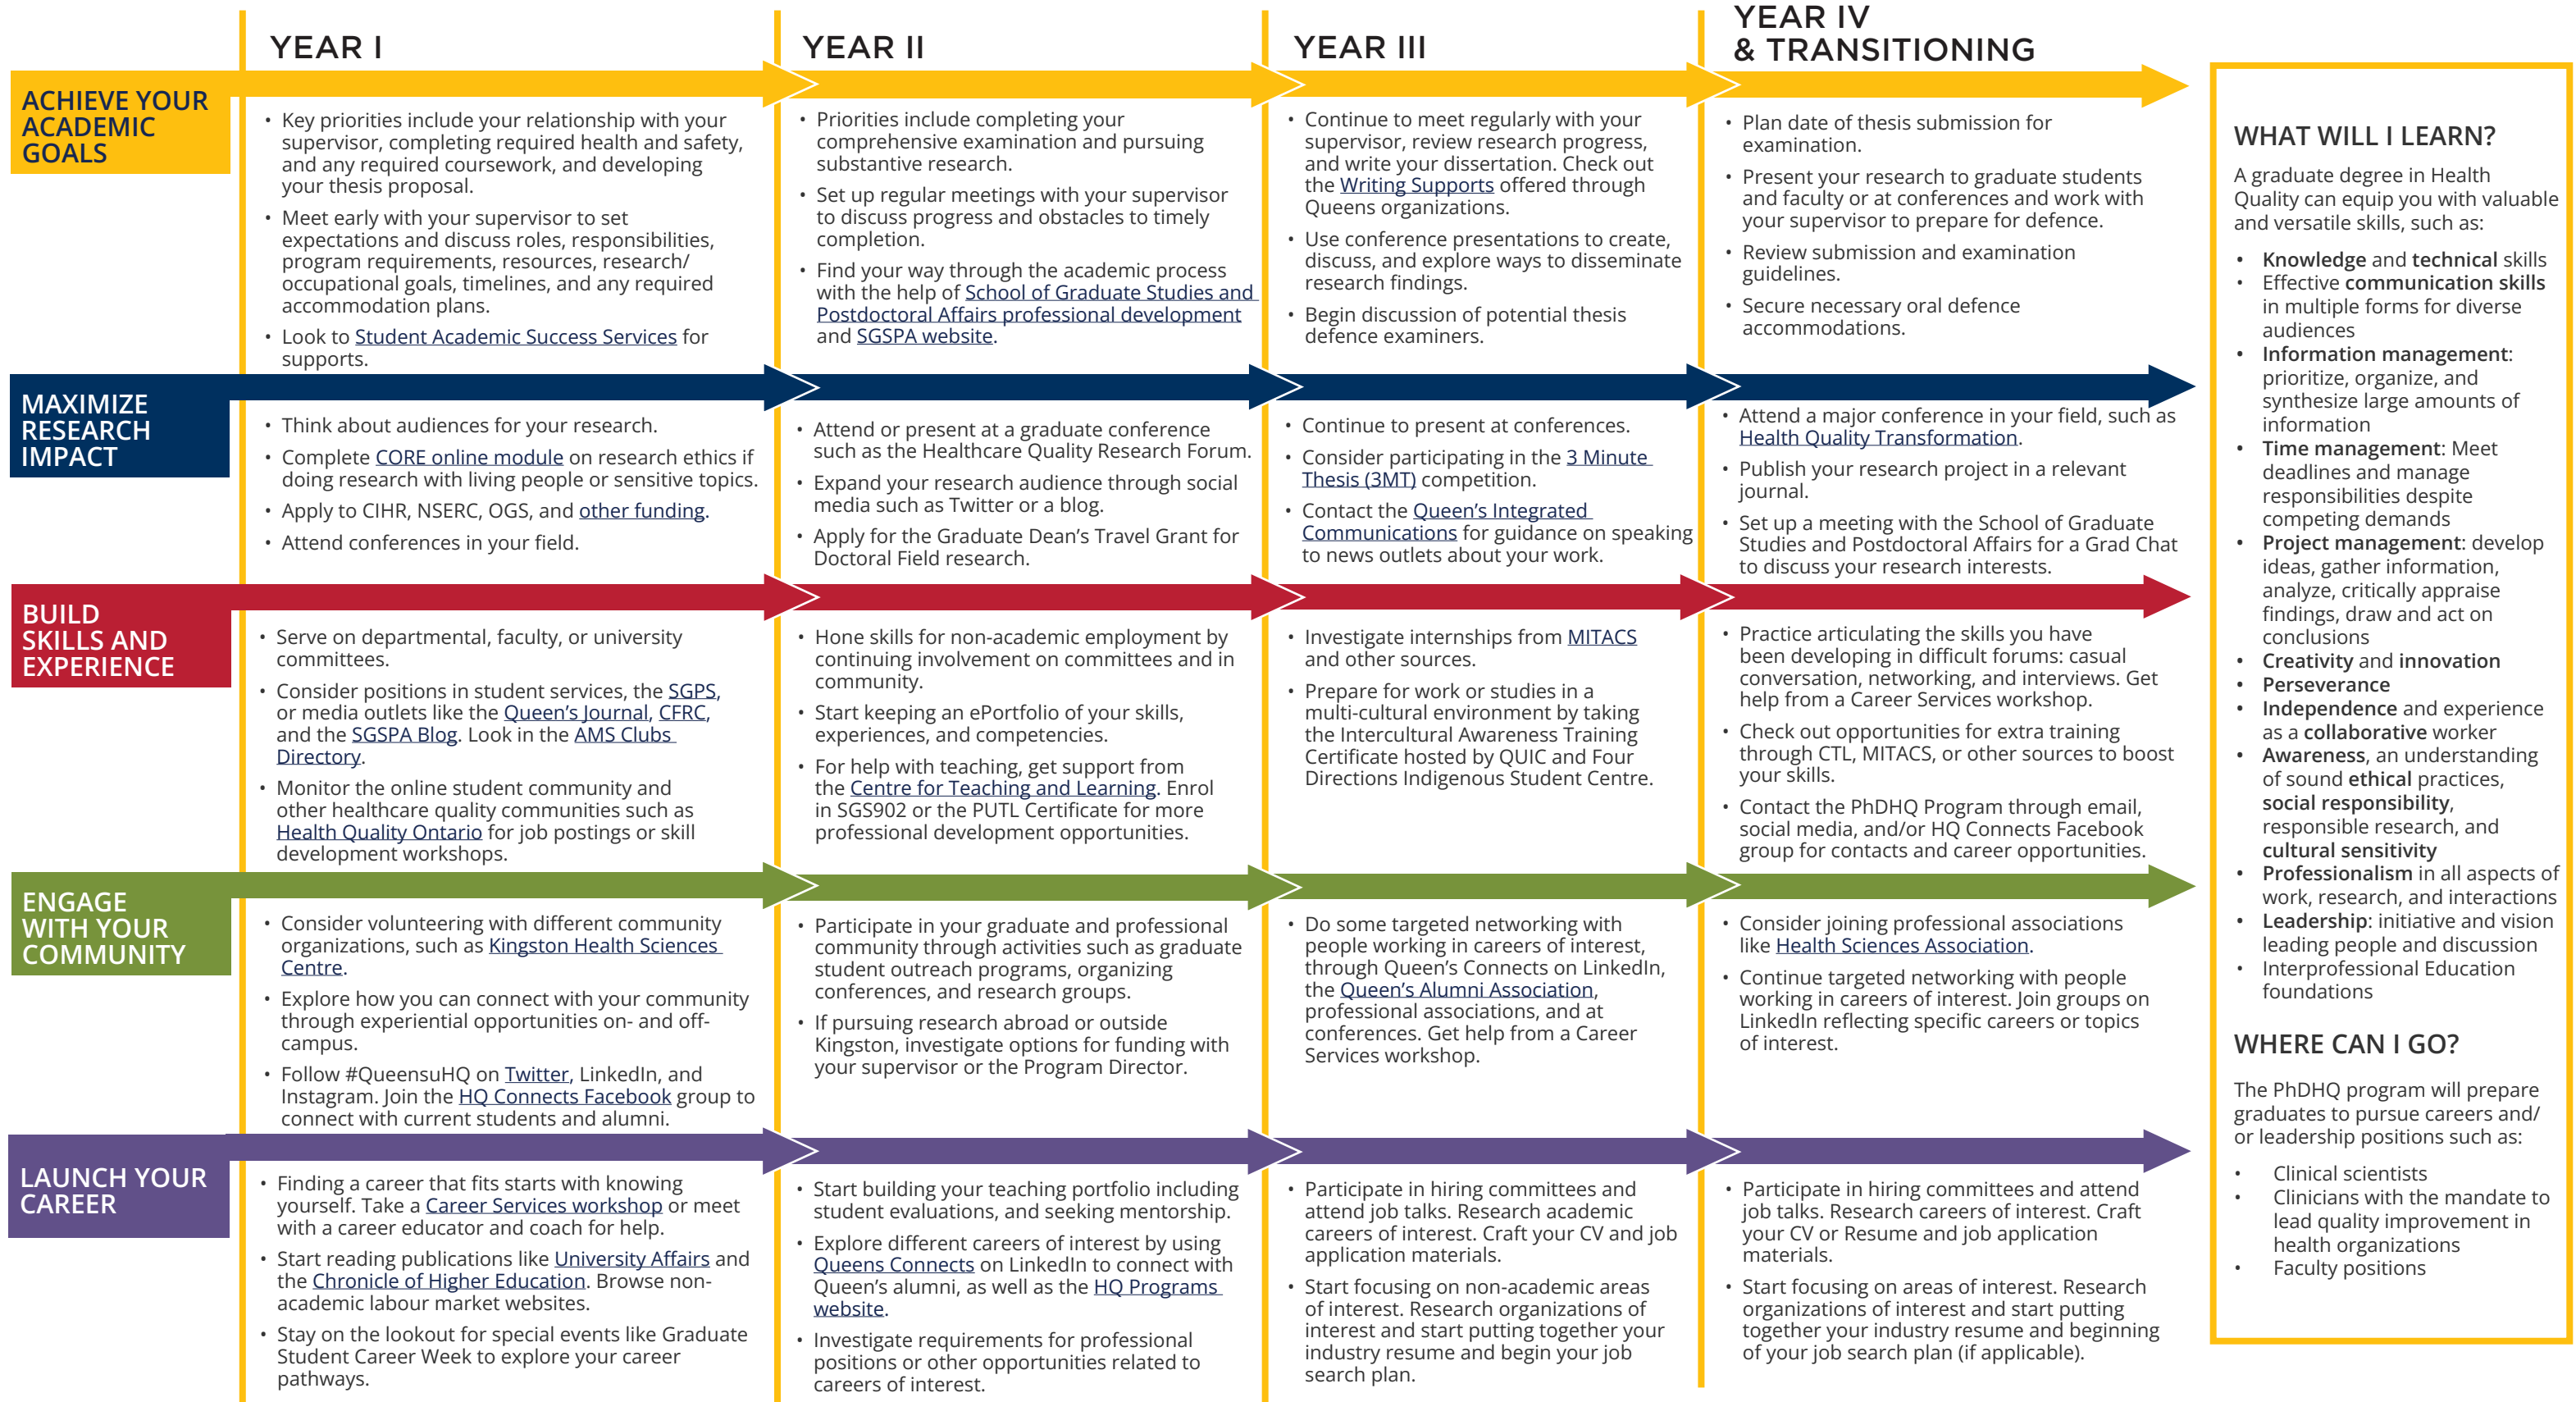 YEAR I
YEAR II
YEAR III
YEAR IV
& TRANSITIONING
ACHIEVE YOUR
ACADEMIC
GOALS
• Key priorities include your relationship with your
supervisor, completing required health and safety,
and any required coursework, and developing
your thesis proposal.
• Meet early with your supervisor to set
expectations and discuss roles, responsibilities,
program requirements, resources, research/
occupational goals, timelines, and any required
accommodation plans.
• Look to Student Academic Success Services for
supports.
• Priorities include completing your
comprehensive examination and pursuing
substantive research.
• Set up regular meetings with your supervisor
to discuss progress and obstacles to timely
completion.
• Find your way through the academic process
with the help of School of Graduate Studies and
Postdoctoral Affairs professional development
and SGSPA website.
• Continue to meet regularly with your
supervisor, review research progress,
and write your dissertation. Check out
the Writing Supports offered through
Queens organizations.
• Use conference presentations to create,
discuss, and explore ways to disseminate
research findings.
• Begin discussion of potential thesis
defence examiners.
• Plan date of thesis submission for
examination.
• Present your research to graduate students
and faculty or at conferences and work with
your supervisor to prepare for defence.
• Review submission and examination
guidelines.
• Secure necessary oral defence
accommodations.
MAXIMIZE
RESEARCH
IMPACT
• Think about audiences for your research.
• Complete CORE online module on research ethics if
doing research with living people or sensitive topics.
• Apply to CIHR, NSERC, OGS, and other funding.
• Attend conferences in your field.
• Attend or present at a graduate conference
such as the Healthcare Quality Research Forum.
• Expand your research audience through social
media such as Twitter or a blog.
• Apply for the Graduate Dean's Travel Grant for
Doctoral Field research.
• Continue to present at conferences.
• Consider participating in the 3 Minute
Thesis (3MT) competition.
• Contact the Queen's Integrated
Communications for guidance on speaking
to news outlets about your work.
• Attend a major conference in your field, such as
Health Quality Transformation.
• Publish your research project in a relevant
journal.
• Set up a meeting with the School of Graduate
Studies and Postdoctoral Affairs for a Grad Chat
to discuss your research interests.
BUILD
SKILLS AND
EXPERIENCE
• Serve on departmental, faculty, or university
committees.
• Consider positions in student services, the SGPS,
or media outlets like the Queen's Journal, CFRC,
and the SGSPA Blog. Look in the AMS Clubs
Directory.
• Monitor the online student community and
other healthcare quality communities such as
Health Quality Ontario for job postings or skill
development workshops.
• Hone skills for non-academic employment by
continuing involvement on committees and in
community.
• Start keeping an ePortfolio of your skills,
experiences, and competencies.
• For help with teaching, get support from
the Centre for Teaching and Learning. Enrol
in SGS902 or the PUTL Certificate for more
professional development opportunities.
• Investigate internships from MITACS
and other sources.
• Prepare for work or studies in a
multi-cultural environment by taking
the Intercultural Awareness Training
Certificate hosted by QUIC and Four
Directions Indigenous Student Centre.
• Practice articulating the skills you have
been developing in difficult forums: casual
conversation, networking, and interviews. Get
help from a Career Services workshop.
• Check out opportunities for extra training
through CTL, MITACS, or other sources to boost
your skills.
• Contact the PhDHQ Program through email,
social media, and/or HQ Connects Facebook
group for contacts and career opportunities.
ENGAGE
WITH YOUR
COMMUNITY
• Consider volunteering with different community
organizations, such as Kingston Health Sciences
Centre.
• Explore how you can connect with your community
through experiential opportunities on- and off-
campus.
• Follow #QueensuHQ on Twitter, LinkedIn, and
Instagram. Join the HQ Connects Facebook group to
connect with current students and alumni.
• Participate in your graduate and professional
community through activities such as graduate
student outreach programs, organizing
conferences, and research groups.
• If pursuing research abroad or outside
Kingston, investigate options for funding with
your supervisor or the Program Director.
• Do some targeted networking with
people working in careers of interest,
through Queen's Connects on LinkedIn,
the Queen's Alumni Association,
professional associations, and at
conferences. Get help from a Career
Services workshop.
• Consider joining professional associations
like Health Sciences Association.
• Continue targeted networking with people
working in careers of interest. Join groups on
LinkedIn reflecting specific careers or topics
of interest.
LAUNCH YOUR
CAREER
• Finding a career that fits starts with knowing
yourself. Take a Career Services workshop or meet
with a career educator and coach for help.
• Start reading publications like University Affairs and
the Chronicle of Higher Education. Browse non-
academic labour market websites.
• Stay on the lookout for special events like Graduate
Student Career Week to explore your career
pathways.
• Start building your teaching portfolio including
student evaluations, and seeking mentorship.
• Explore different careers of interest by using
Queens Connects on LinkedIn to connect with
Queen's alumni, as well as the HQ Programs
website.
• Investigate requirements for professional
positions or other opportunities related to
careers of interest.
• Participate in hiring committees and
attend job talks. Research academic
careers of interest. Craft your CV and job
application materials.
• Start focusing on non-academic areas
of interest. Research organizations of
interest and start putting together your
industry resume and begin your job
search plan.
• Participate in hiring committees and attend
job talks. Research careers of interest. Craft
your CV or Resume and job application
materials.
• Start focusing on areas of interest. Research
organizations of interest and start putting
together your industry resume and beginning
of your job search plan (if applicable).
WHAT WILL I LEARN?
A graduate degree in Health
Quality can equip you with valuable
and versatile skills, such as:
• Knowledge and technical skills
• Effective communication skills
in multiple forms for diverse
audiences
• Information management:
prioritize, organize, and
synthesize large amounts of
information
• Time management: Meet
deadlines and manage
responsibilities despite
competing demands
• Project management: develop
ideas, gather information,
analyze, critically appraise
findings, draw and act on
conclusions
• Creativity and innovation
• Perseverance
• Independence and experience
as a collaborative worker
• Awareness, an understanding
of sound ethical practices,
social responsibility,
responsible research, and
cultural sensitivity
• Professionalism in all aspects of
work, research, and interactions
• Leadership: initiative and vision
leading people and discussion
• Interprofessional Education
foundations
WHERE CAN I GO?
The PhDHQ program will prepare
graduates to pursue careers and/
or leadership positions such as:
• Clinical scientists
• Clinicians with the mandate to
lead quality improvement in
health organizations
• Faculty positions